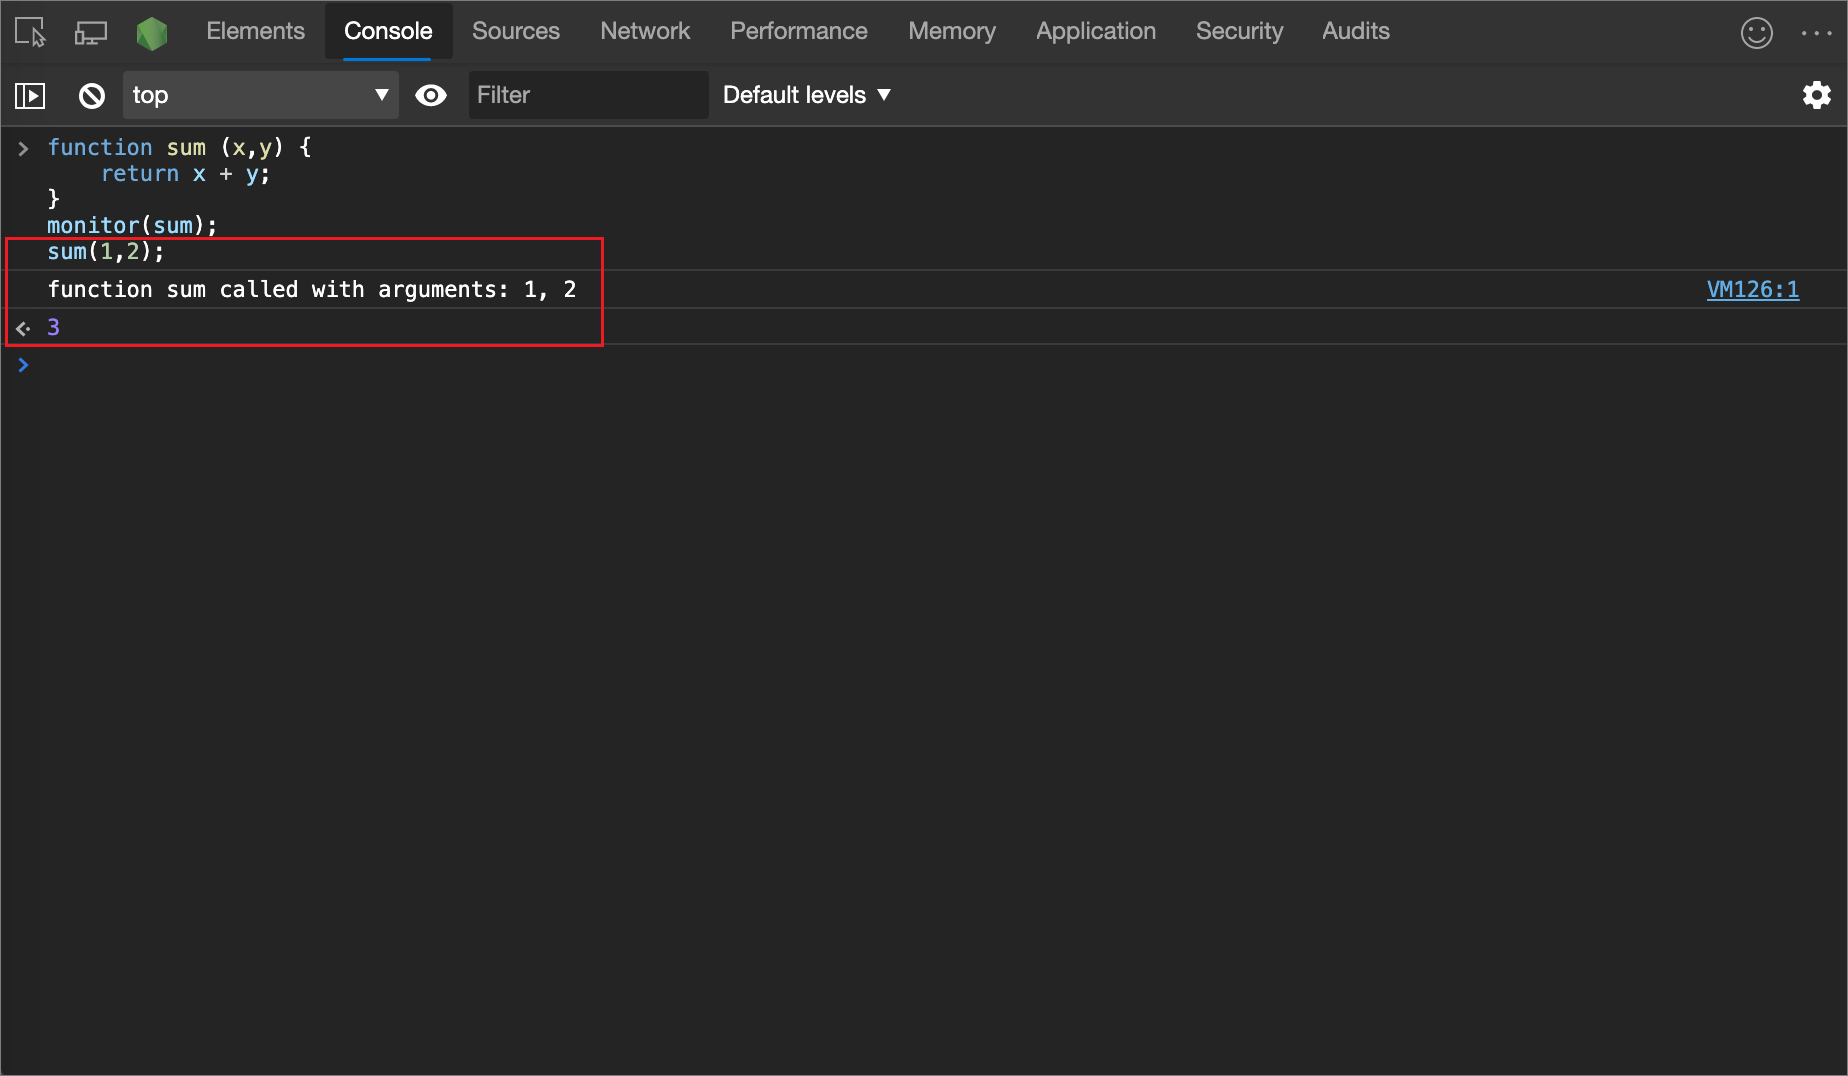 Elements Console Sources Network Performance Memory Application Security Audits
top Filter Default levels
function sum (x,y) {
    return x + y;
}
monitor(sum);
sum(1,2);
function sum called with arguments: 1, 2 VM126:1
3